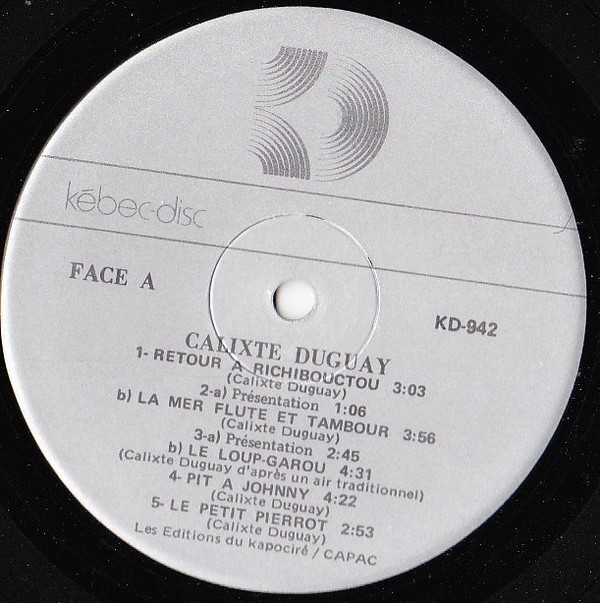 kébec-disc
FACE A
KD-942
CALIXTE DUGUAY
1- RETOUR A RICHIBOUCTOU 3:03
(Calixte Duguay)
2-a) Présentation 1:06
b) LA MER FLUTE ET TAMBOUR 3:56
(Calixte Duguay)
3-a) Présentation 2:45
b) LE LOUP-GAROU 4:31
(Calixte Duguay d'après un air traditionnel)
4- PIT A JOHNNY 4:22
(Calixte Duguay)
5- LE PETIT PIERROT 2:53
(Calixte Duguay)
Les Editions du kapociré / CAPAC